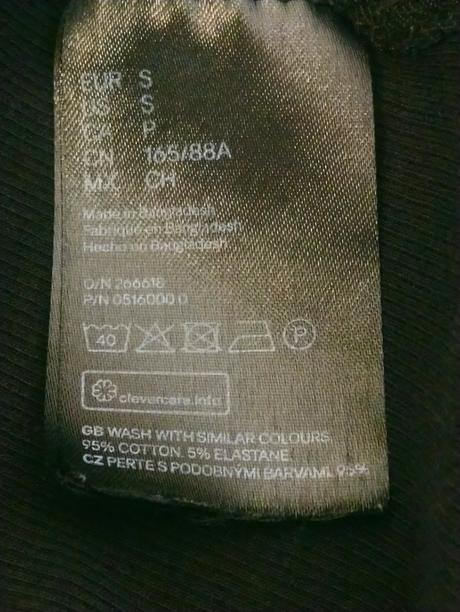 EUR S
US S
CA P
CN 165/88A
MX CH
Made in Bangladesh
Fabriqué en Bangladesh
Hecho en Bangladesh
O/N 266618
P/N 0516000 0
40 P
clevercare.info
GB WASH WITH SIMILAR COLOURS
95% COTTON. 5% ELASTANE.
CZ PERTE S PODOBNÝMI BARVAMI. 95%